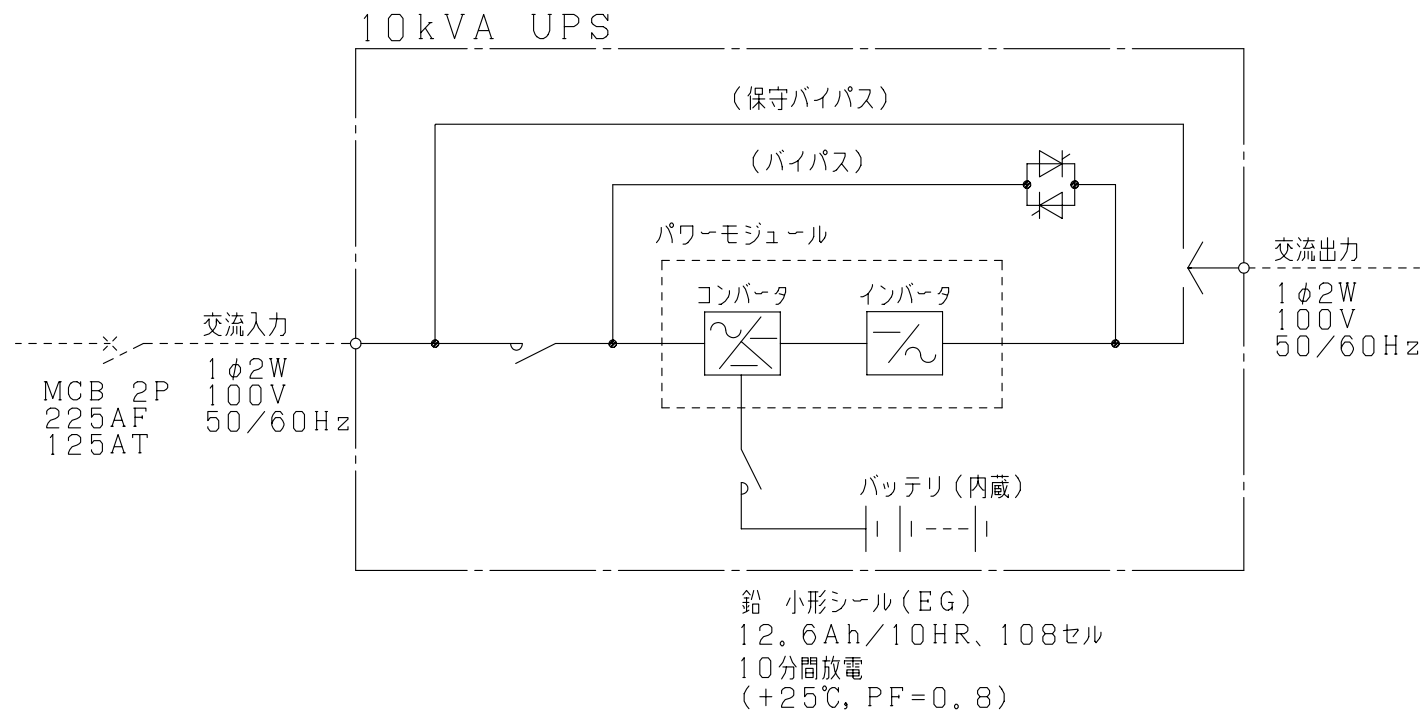 10kVA UPS
(保守バイパス)
(バイパス)
パワーモジュール
コンバータ
インバータ
交流出力
1φ2W
100V
50/60Hz
交流入力
1φ2W
100V
50/60Hz
MCB 2P
225AF
125AT
バッテリ(内蔵)
鉛 小形シール(EG)
12。6Ah/10HR、108セル
10分間放電
(+25℃, PF=0。8)